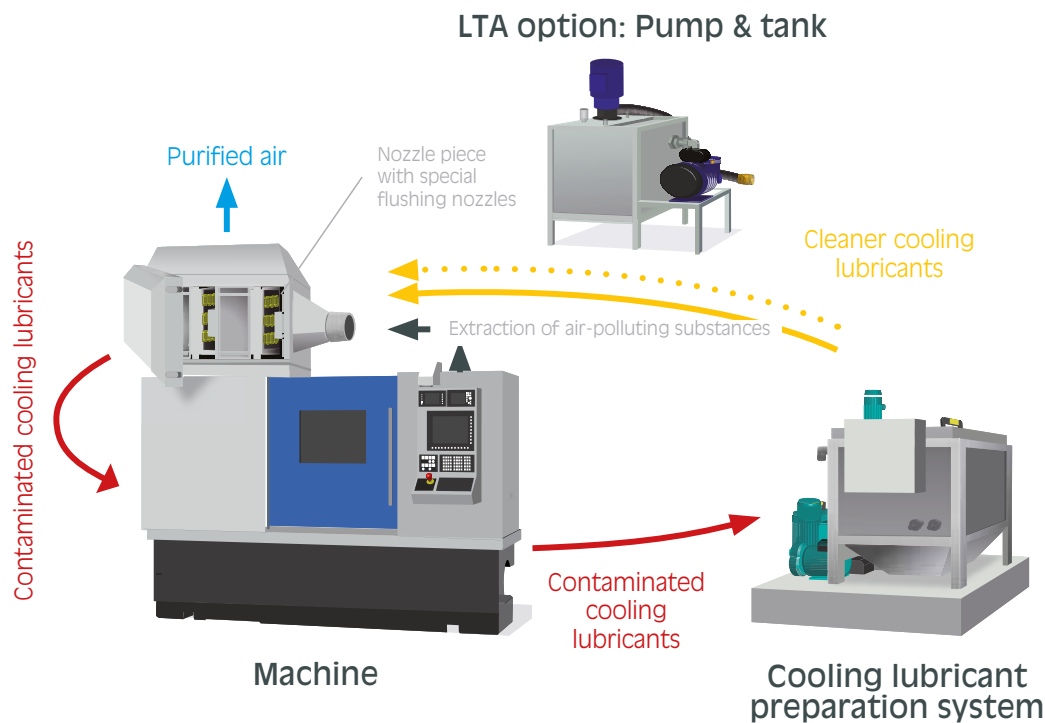 LTA option: Pump & tank
Purified air
Nozzle piece
with special
flushing nozzles
Cleaner cooling
lubricants
Contaminated cooling lubricants
Extraction of air-polluting substances
Contaminated
cooling
lubricants
Machine
Cooling lubricant
preparation system